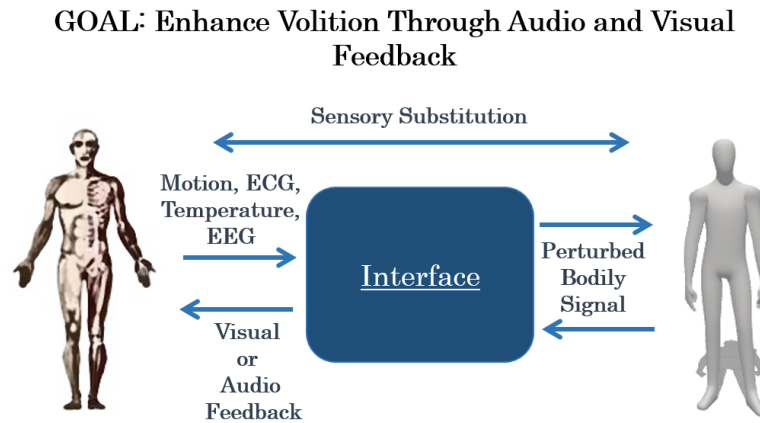 GOAL: Enhance Volition Through Audio and Visual
Feedback
Sensory Substitution
Motion, ECG,
Temperature,
EEG
Interface
Perturbed
Bodily
Signal
Visual
or
Audio
Feedback